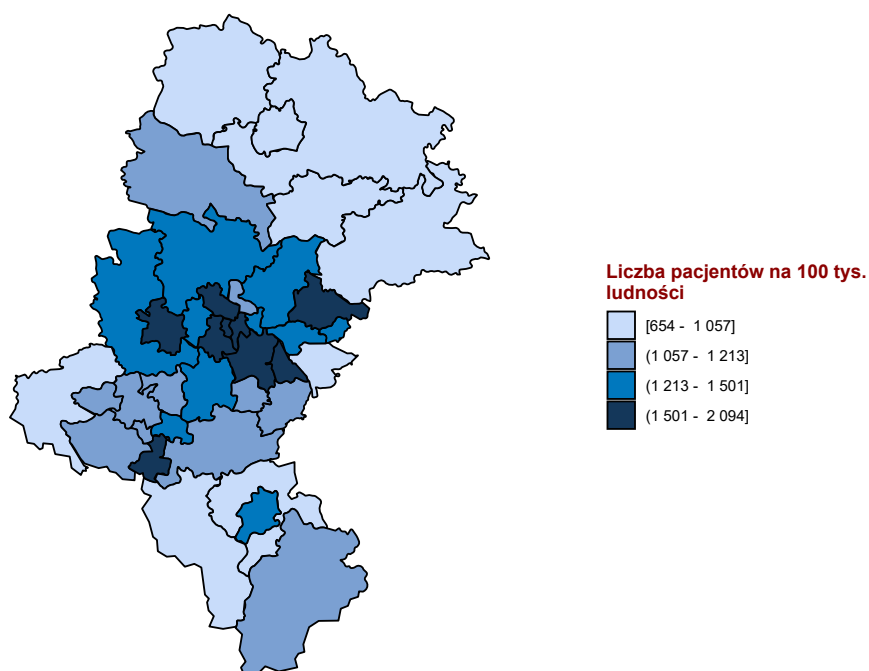 Liczba pacjentów na 100 tys.
ludności
[654 - 1 057]
(1 057 - 1 213]
(1 213 - 1 501]
(1 501 - 2 094]